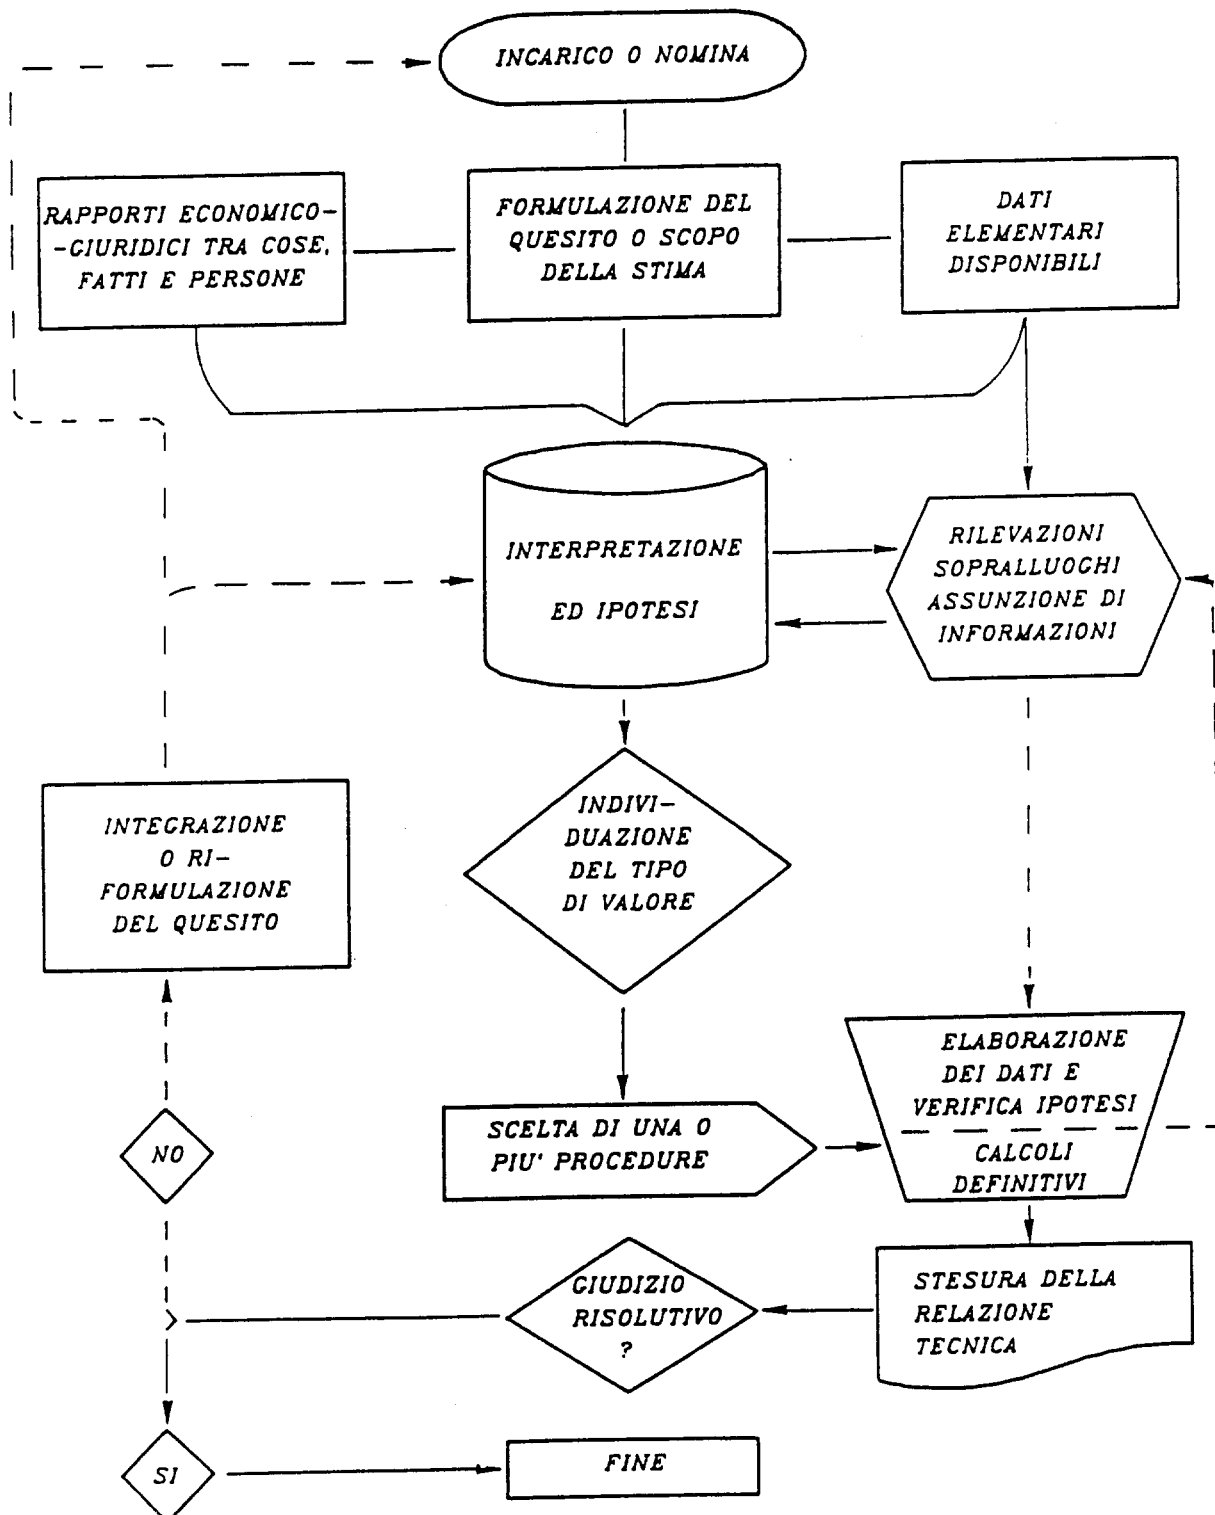 INCARICO O NOMINA
RAPPORTI ECONOMICO-
-GIURIDICI TRA COSE,
FATTI E PERSONE
FORMULAZIONE DEL
QUESITO O SCOPO
DELLA STIMA
DATI
ELEMENTARI
DISPONIBILI
INTERPRETAZIONE
ED IPOTESI
RILEVAZIONI
SOPRALLUOGHI
ASSUNZIONE DI
INFORMAZIONI
INTEGRAZIONE
O RI-
FORMULAZIONE
DEL QUESITO
INDIVI-
DUAZIONE
DEL TIPO
DI VALORE
ELABORAZIONE
DEI DATI E
VERIFICA IPOTESI
CALCOLI
DEFINITIVI
NO
SCELTA DI UNA O
PIU' PROCEDURE
GIUDIZIO
RISOLUTIVO
?
STESURA DELLA
RELAZIONE
TECNICA
SI
FINE